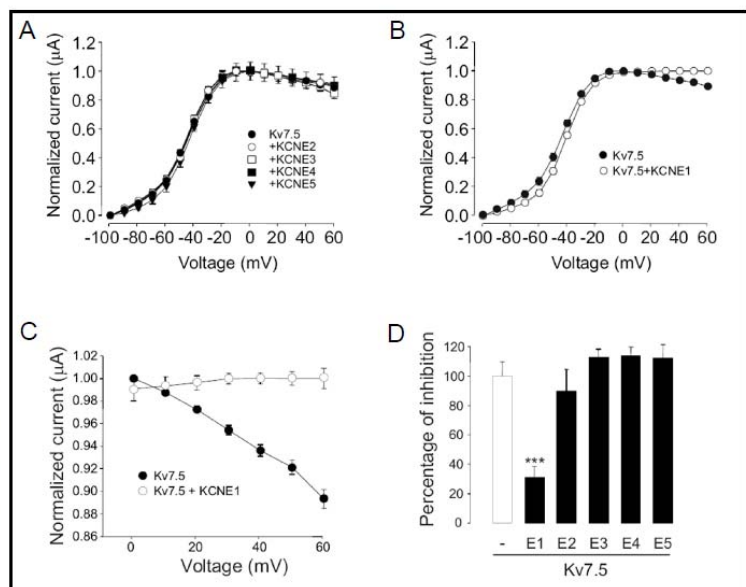 A
Normalized current (µA)
1.2
1.0
0.8
0.6
0.4
0.2
0.0
Kv7.5
+KCNE2
+KCNE3
+KCNE4
+KCNE5
-100 -80 -60 -40 -20 0 20 40 60
Voltage (mV)
B
Normalized current (µA)
1.2
1.0
0.8
0.6
0.4
0.2
0.0
Kv7.5
Kv7.5+KCNE1
-100 -80 -60 -40 -20 0 20 40 60
Voltage (mV)
C
Normalized current (µA)
1.02
1.00
0.98
0.96
0.94
0.92
0.90
0.88
0.86
Kv7.5
Kv7.5 + KCNE1
0 20 40 60
Voltage (mV)
D
Percentage of inhibition
120
100
80
60
40
20
0
***
- E1 E2 E3 E4 E5
Kv7.5